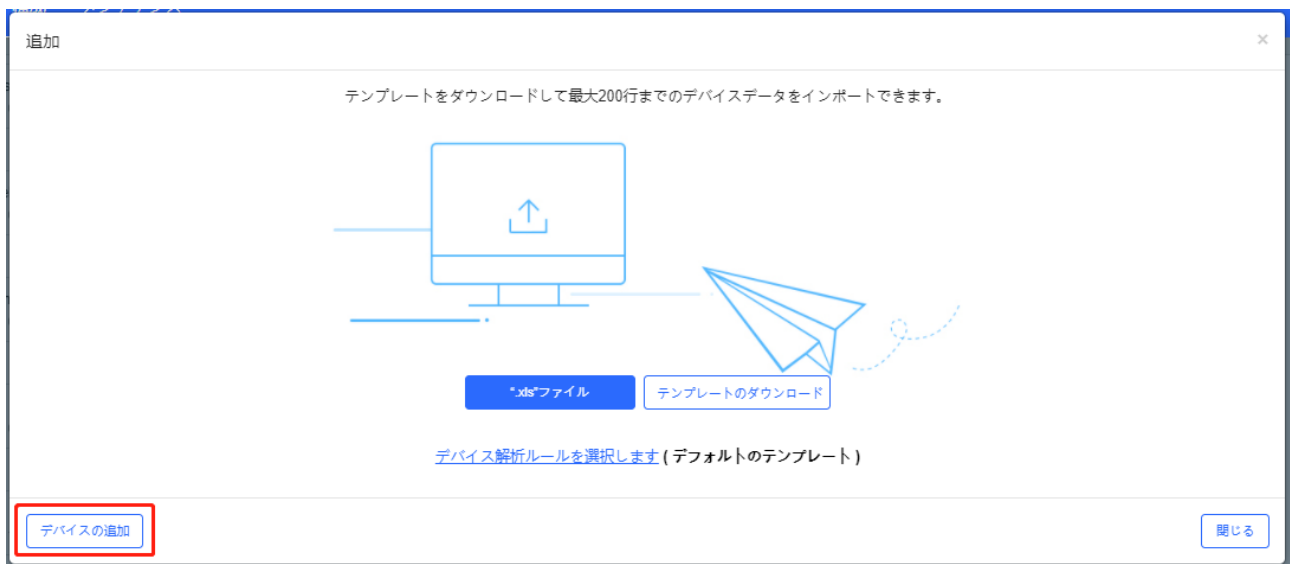 追加
×
テンプレートをダウンロードして最大200行までのデバイスデータをインポートできます。
".xls"ファイル
テンプレートのダウンロード
デバイス解析ルールを選択します ( デフォルトのテンプレート )
デバイスの追加
閉じる